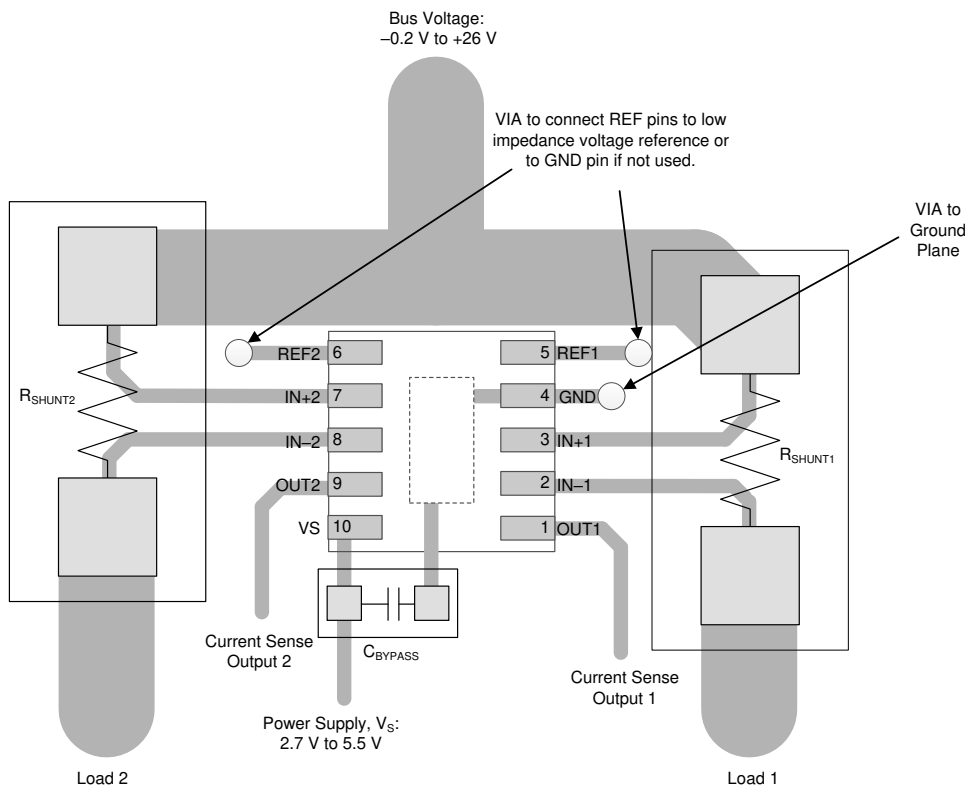 Bus Voltage:
–0.2 V to +26 V
VIA to connect REF pins to low
impedance voltage reference or
to GND pin if not used.
VIA to
Ground
Plane
REF2
6
5
REF1
IN+2
7
4
GND
RSHUNT2
IN–2
8
3
IN+1
RSHUNT1
OUT2
9
2
IN–1
VS
10
1
OUT1
CBYPASS
Current Sense
Output 2
Current Sense
Output 1
Power Supply, VS:
2.7 V to 5.5 V
Load 2
Load 1